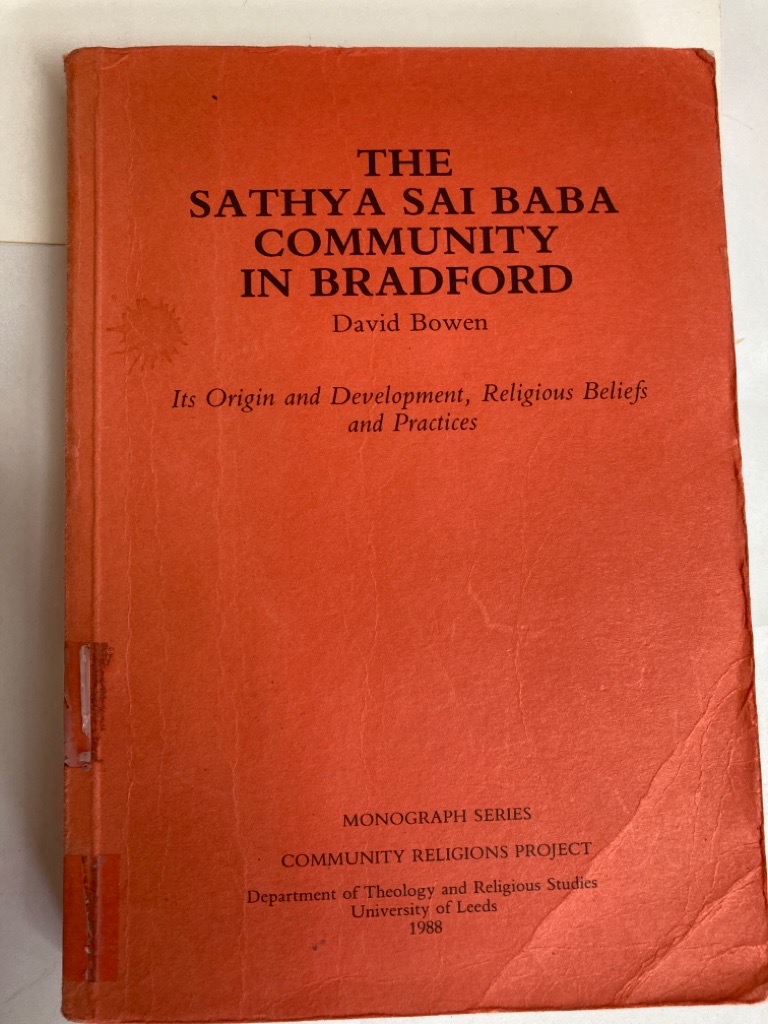 THE
SATHYA SAI BABA
COMMUNITY
IN BRADFORD
David Bowen
Its Origin and Development, Religious Beliefs
and Practices
MONOGRAPH SERIES
COMMUNITY RELIGIONS PROJECT
Department of Theology and Religious Studies
University of Leeds
1988